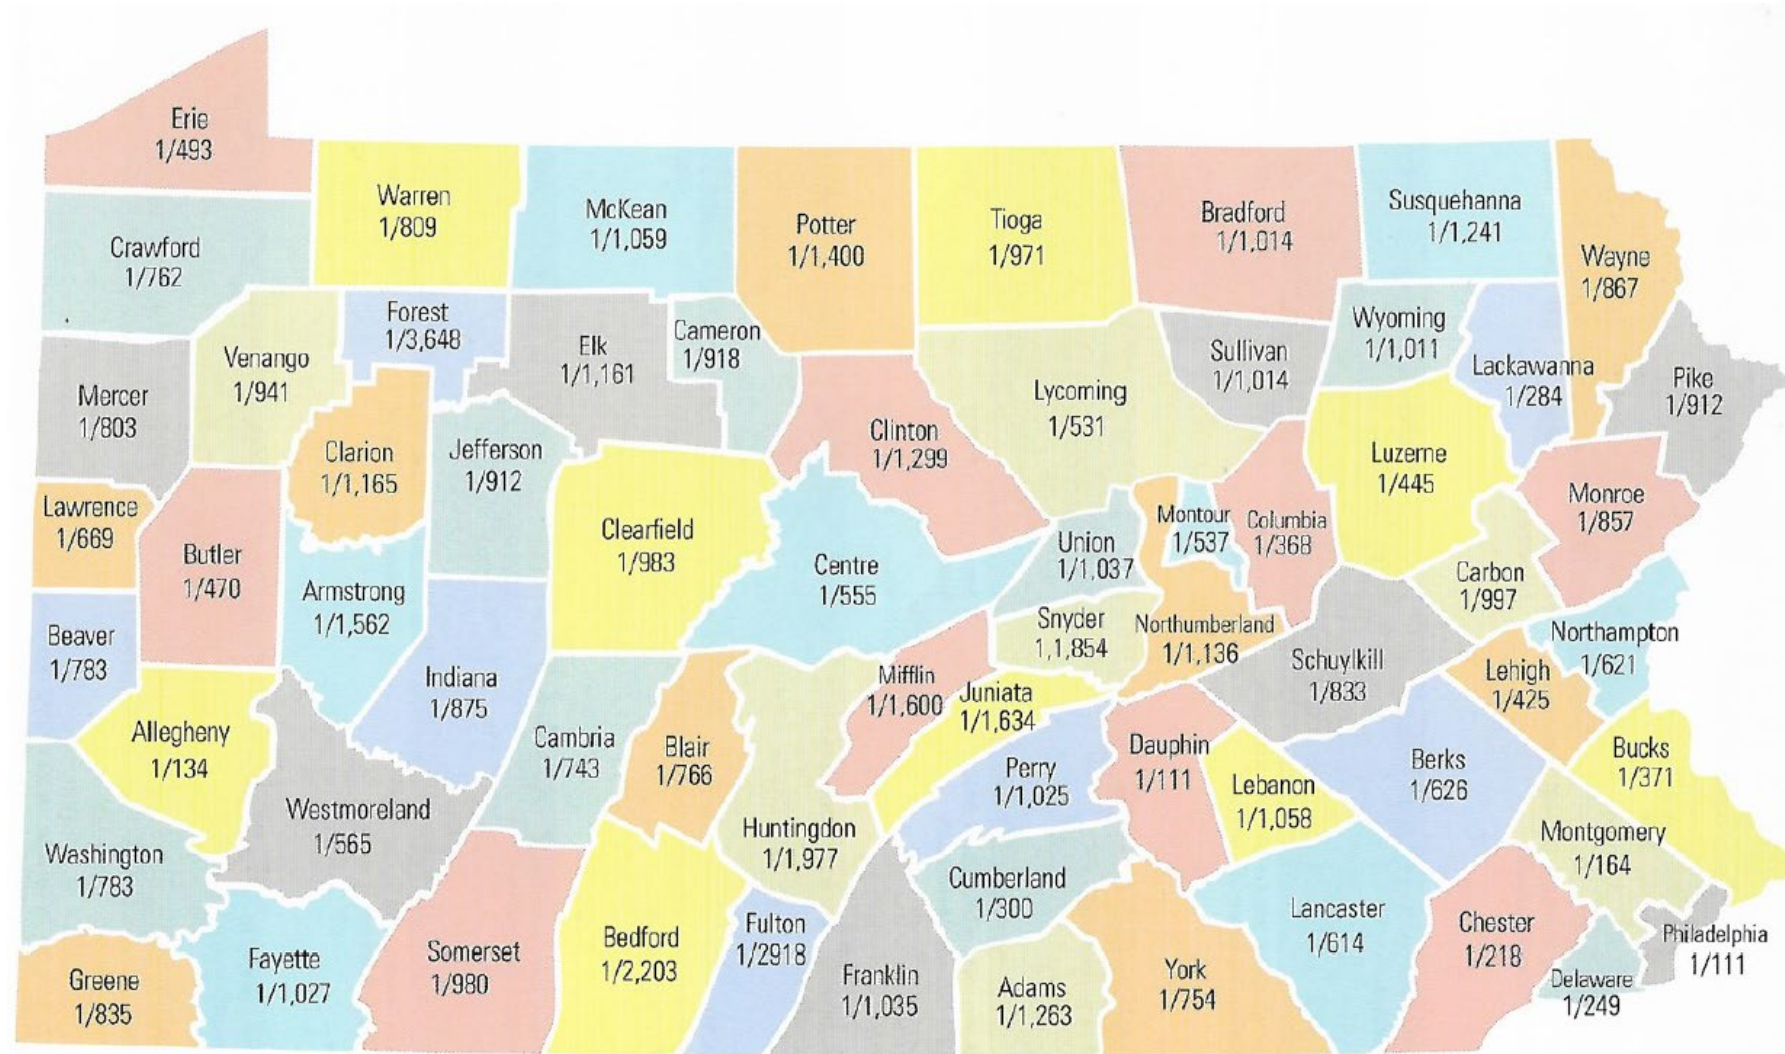 Erie
1/493
Warren
1/809
McKean
1/1,059
Potter
1/1,400
Tioga
1/971
Bradford
1/1,014
Susquehanna
1/1,241
Wayne
1/867
Crawford
1/762
Forest
1/3,648
Venango
1/941
Elk
1/1,161
Cameron
1/918
Sullivan
1/1,014
Wyoming
1/1,011
Lackawanna
1/284
Pike
1/912
Mercer
1/803
Clarion
1/1,165
Jefferson
1/912
Clinton
1/1,299
Lycoming
1/531
Luzerne
1/445
Monroe
1/857
Lawrence
1/669
Butler
1/470
Armstrong
1/1,562
Clearfield
1/983
Centre
1/555
Union
1/1,037
Montour
1/537
Columbia
1/368
Carbon
1/997
Beaver
1/783
Indiana
1/875
Snyder
1,1,854
Northumberland
1/1,136
Schuylkill
1/833
Northampton
1/621
Lehigh
1/425
Allegheny
1/134
Mifflin
1/1,600
Juniata
1/1,634
Cambria
1/743
Blair
1/766
Perry
1/1,025
Dauphin
1/111
Lebanon
1/1,058
Berks
1/626
Bucks
1/371
Westmoreland
1/565
Huntingdon
1/1,977
Washington
1/783
Cumberland
1/300
Montgomery
1/164
Lancaster
1/614
Chester
1/218
Philadelphia
1/111
Fayette
1/1,027
Somerset
1/980
Bedford
1/2,203
Fulton
1/2918
Greene
1/835
Franklin
1/1,035
Adams
1/1,263
York
1/754
Delaware
1/249